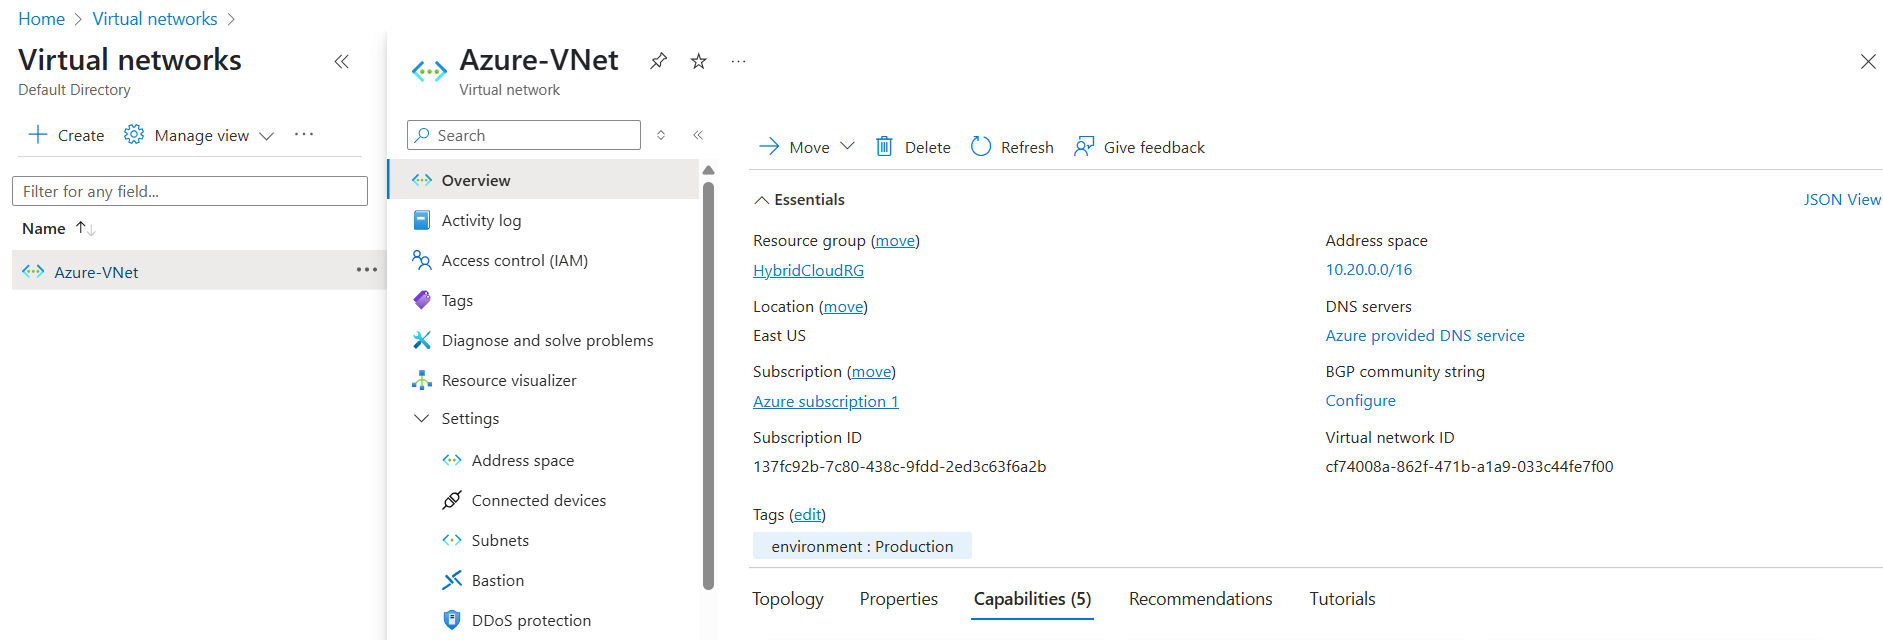 Home > Virtual networks >
Virtual networks
Default Directory
Create Manage view ...
Filter for any field...
Name
Azure-VNet ...
Azure-VNet ...
Virtual network
Search
Overview
Activity log
Access control (IAM)
Tags
Diagnose and solve problems
Resource visualizer
Settings
Address space
Connected devices
Subnets
Bastion
DDoS protection
Move Delete Refresh Give feedback
Essentials
JSON View
Resource group (move)
HybridCloudRG
Location (move)
East US
Subscription (move)
Azure subscription 1
Subscription ID
137fc92b-7c80-438c-9fdd-2ed3c63f6a2b
Address space
10.20.0.0/16
DNS servers
Azure provided DNS service
BGP community string
Configure
Virtual network ID
cf74008a-862f-471b-a1a9-033c44fe7f00
Tags (edit)
environment : Production
Topology Properties Capabilities (5) Recommendations Tutorials